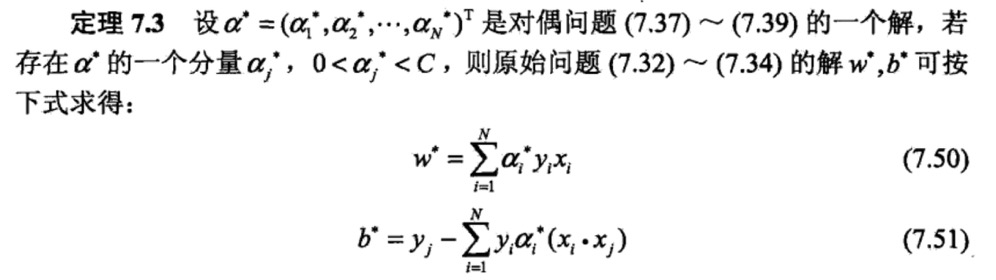 定理 7.3 设 α* = (α₁*, α₂*, ⋯, α_N*)ᵀ 是对偶问题 (7.37) ～ (7.39) 的一个解，若
存在 α* 的一个分量 α_j*，0 < α_j* < C，则原始问题 (7.32) ～ (7.34) 的解 w*, b* 可按
下式求得：
w* = ∑_{i=1}^{N} α_i* y_i x_i (7.50)
b* = y_j − ∑_{i=1}^{N} y_i α_i* (x_i • x_j) (7.51)